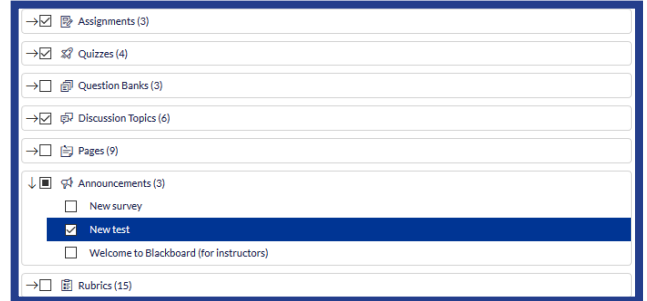 Assignments (3)
Quizzes (4)
Question Banks (3)
Discussion Topics (6)
Pages (9)
Announcements (3)
New survey
New test
Welcome to Blackboard (for instructors)
Rubrics (15)